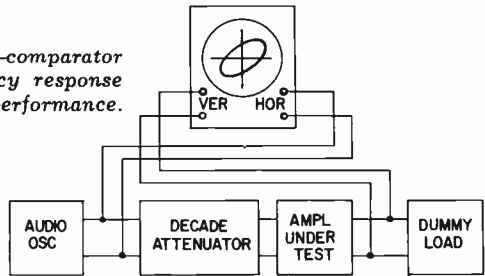 -comparator
cy response
erformance.
VER HOR
AUDIO
OSC
DECADE
ATTENUATOR
AMPL
UNDER
TEST
DUMMY
LOAD